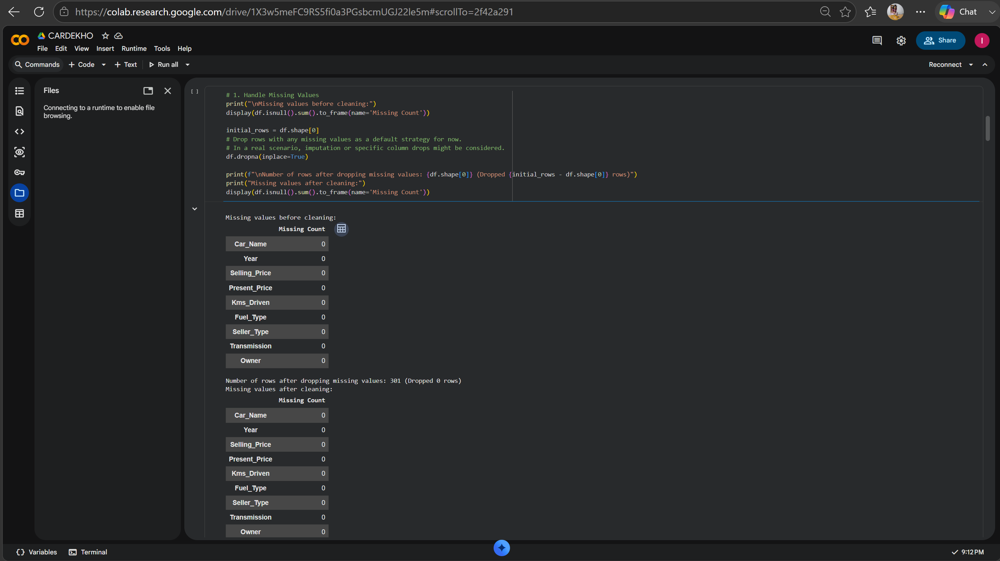 https://colab.research.google.com/drive/1X3w5meFC9RS5fi0a3PGsbcmUGJ22le5m#scrollTo=2f42a291
Chat
CARDEKHO
File Edit View Insert Runtime Tools Help
Share
I
Commands + Code + Text Run all
Reconnect
Files
Connecting to a runtime to enable file
browsing.
[ ]
# 1. Handle Missing Values
print("\nMissing values before cleaning:")
display(df.isnull().sum().to_frame(name='Missing Count'))
initial_rows = df.shape[0]
# Drop rows with any missing values as a default strategy for now.
# In a real scenario, imputation or specific column drops might be considered.
df.dropna(inplace=True)
print(f"\nNumber of rows after dropping missing values: {df.shape[0]} (Dropped {initial_rows - df.shape[0]} rows)")
print("Missing values after cleaning:")
display(df.isnull().sum().to_frame(name='Missing Count'))
Missing values before cleaning:
Missing Count
Car_Name 0
Year 0
Selling_Price 0
Present_Price 0
Kms_Driven 0
Fuel_Type 0
Seller_Type 0
Transmission 0
Owner 0
Number of rows after dropping missing values: 301 (Dropped 0 rows)
Missing values after cleaning:
Missing Count
Car_Name 0
Year 0
Selling_Price 0
Present_Price 0
Kms_Driven 0
Fuel_Type 0
Seller_Type 0
Transmission 0
Owner 0
Variables Terminal
9:12 PM